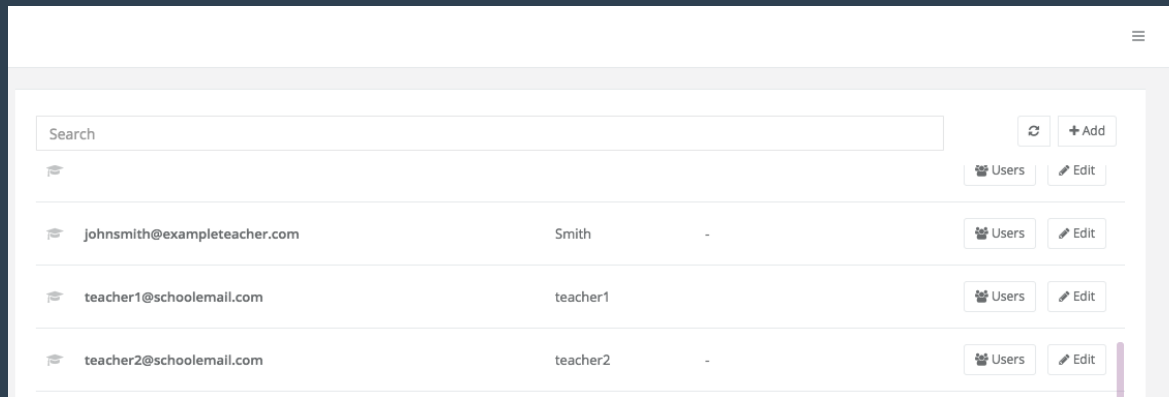 Search
Add
Users Edit
johnsmith@exampleteacher.com Smith - Users Edit
teacher1@schoolemail.com teacher1 Users Edit
teacher2@schoolemail.com teacher2 - Users Edit